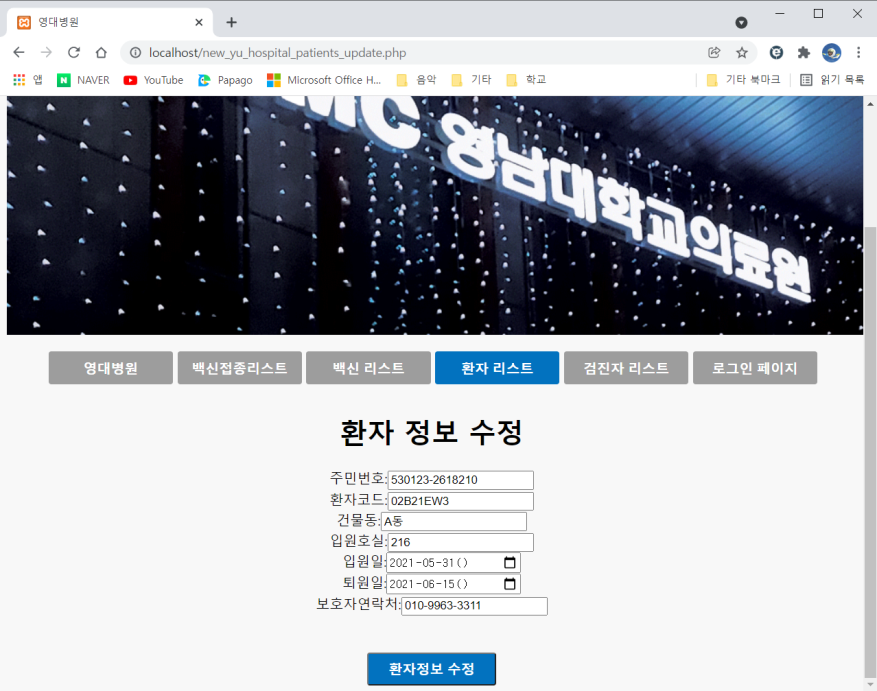 영대병원
localhost/new_yu_hospital_patients_update.php
앱 NAVER YouTube Papago Microsoft Office H... 음악 기타 학교 기타 북마크 읽기 목록
MC 영남대학교의료원
영대병원 백신접종리스트 백신 리스트 환자 리스트 검진자 리스트 로그인 페이지
환자 정보 수정
주민번호:530123-2618210
환자코드:02B21EW3
건물동:A동
입원호실:216
입원일:2021-05-31()
퇴원일:2021-06-15()
보호자연락처:010-9963-3311
환자정보 수정